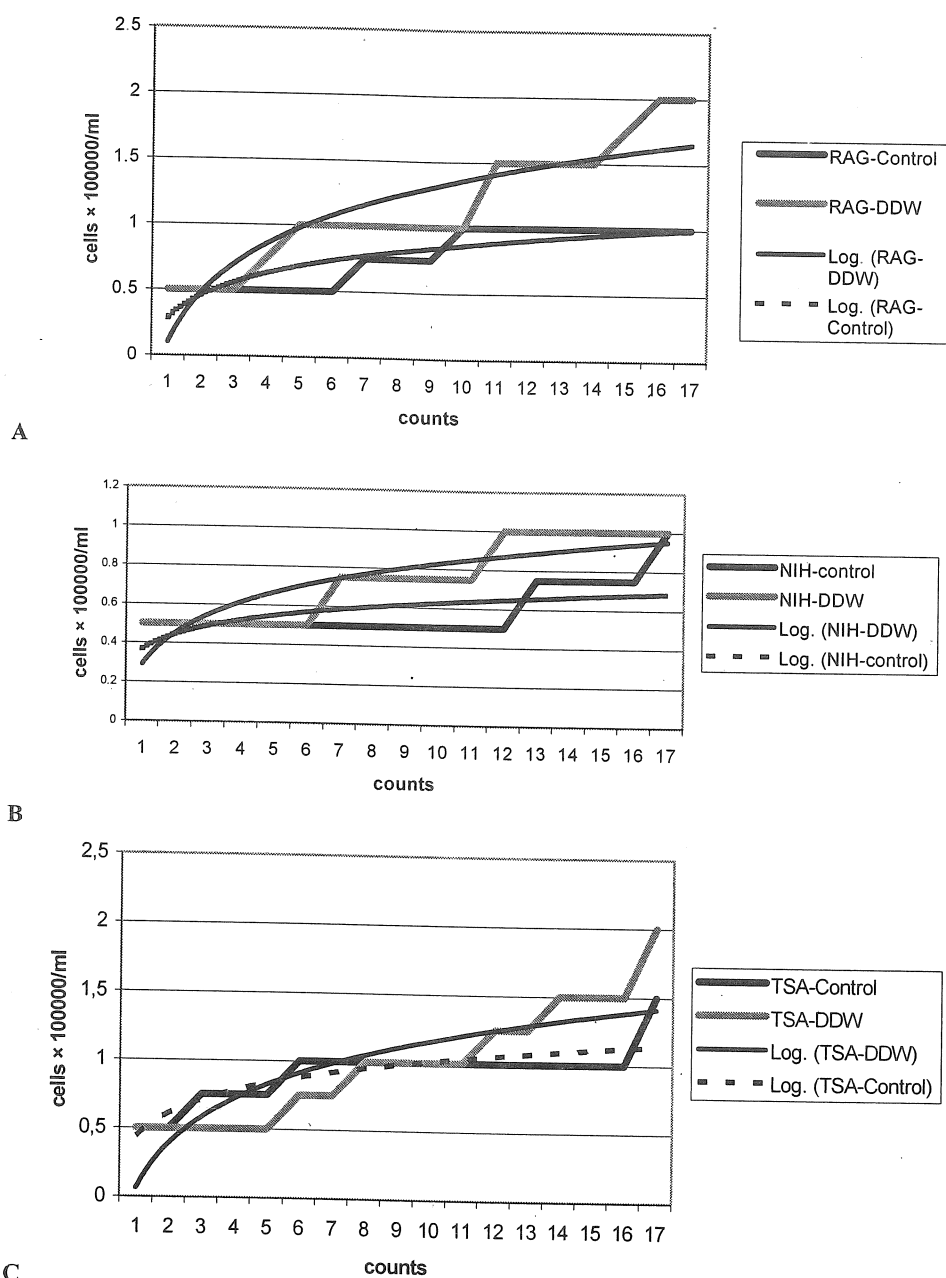 2.5
2
1.5
1
0.5
0
cells × 100000/ml
1 2 3 4 5 6 7 8 9 10 11 12 13 14 15 16 17
counts
RAG-Control
RAG-DDW
Log. (RAG-
DDW)
Log. (RAG-
Control)
A
1.2
1
0.8
0.6
0.4
0.2
0
cells × 100000/ml
1 2 3 4 5 6 7 8 9 10 11 12 13 14 15 16 17
counts
NIH-control
NIH-DDW
Log. (NIH-DDW)
Log. (NIH-control)
B
2,5
2
1,5
1
0,5
0
cells × 100000/ml
1 2 3 4 5 6 7 8 9 10 11 12 13 14 15 16 17
counts
TSA-Control
TSA-DDW
Log. (TSA-DDW)
Log. (TSA-Control)
C